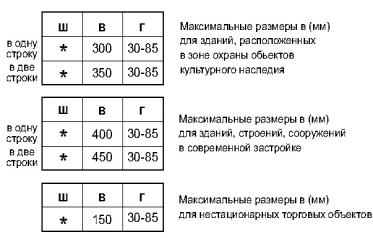 Ш В Г
в одну строку * 300 30-85
в две строки * 350 30-85
Максимальные размеры в (мм)
для зданий, расположенных
в зоне охраны обьектов
культурного наследия
Ш В Г
в одну строку * 400 30-85
в две строки * 450 30-85
Максимальные размеры в (мм)
для зданий, строений, сооружений
в современной застройке
Ш В Г
* 150 30-85
Максимальные размеры в (мм)
для нестационарных торговых объектов